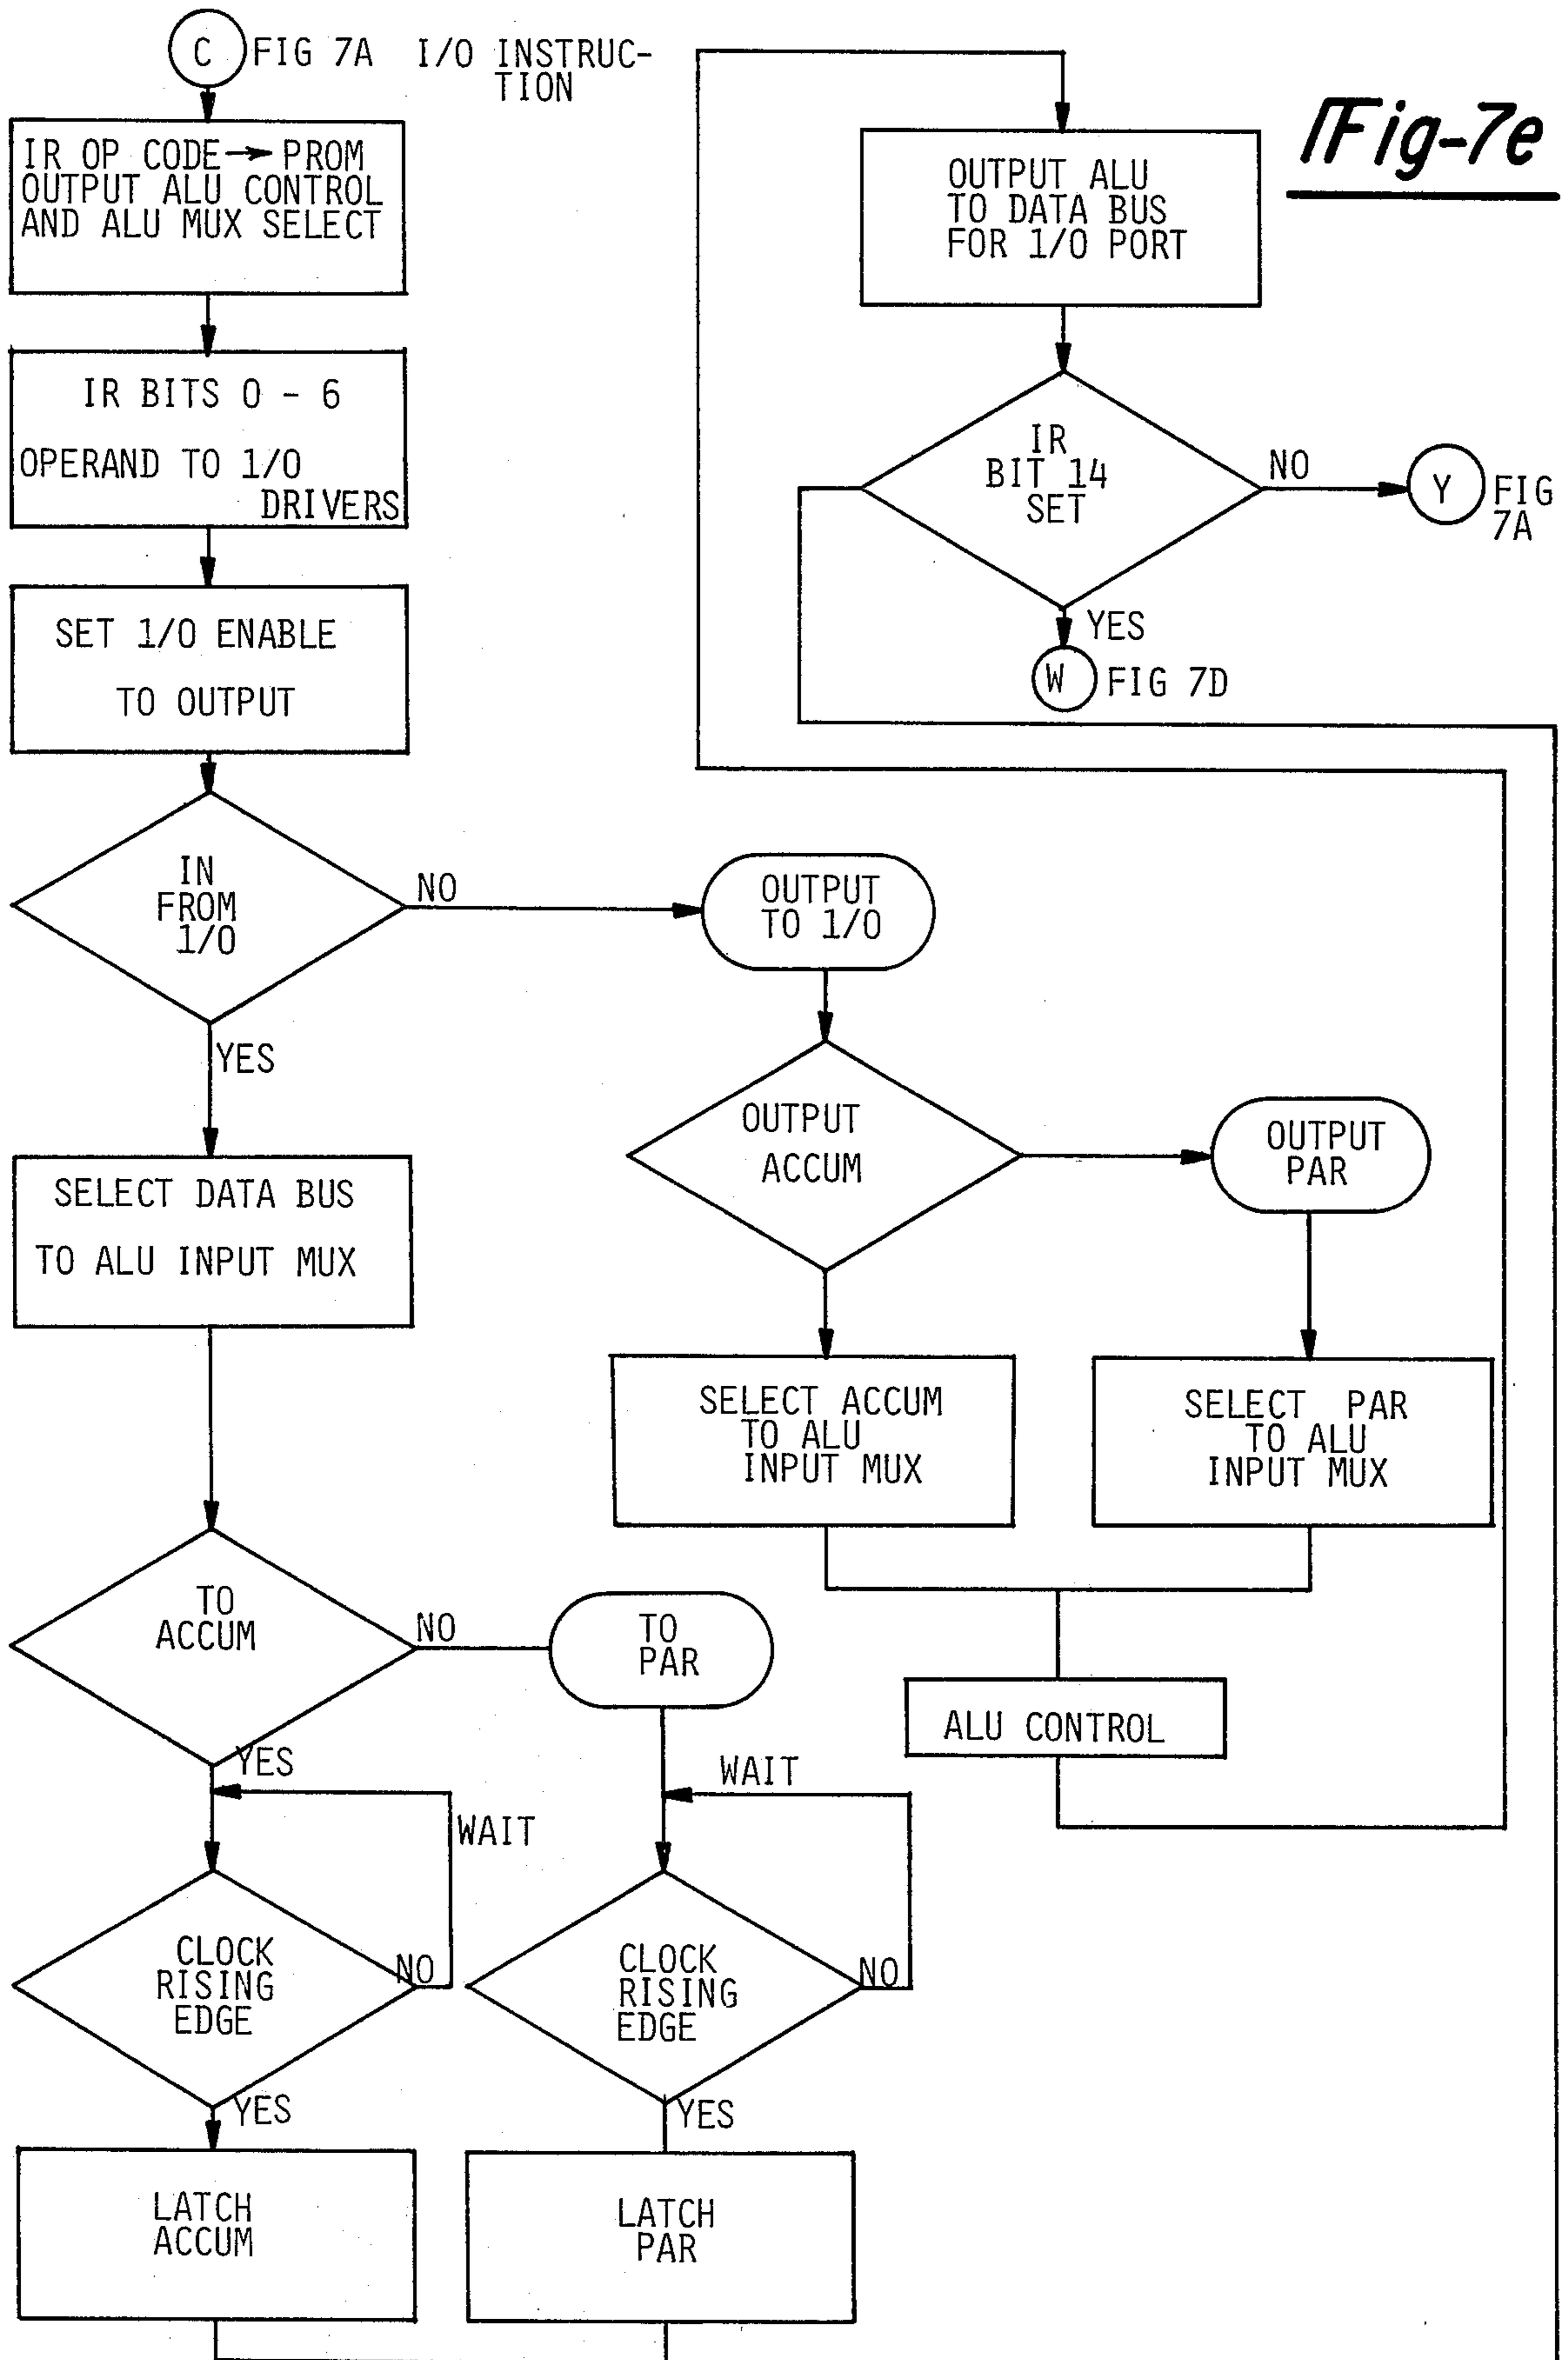 C FIG 7A I/O INSTRUC-
TION
IR OP CODE→ PROM
OUTPUT ALU CONTROL
AND ALU MUX SELECT
IR BITS 0 - 6
OPERAND TO 1/0
DRIVERS
SET 1/0 ENABLE
TO OUTPUT
IN
FROM
1/0
NO
YES
SELECT DATA BUS
TO ALU INPUT MUX
TO
ACCUM
NO
YES
WAIT
CLOCK
RISING
EDGE
NO
YES
LATCH
ACCUM
TO
PAR
WAIT
CLOCK
RISING
EDGE
NO
YES
LATCH
PAR
OUTPUT
TO 1/0
OUTPUT
ACCUM
OUTPUT
PAR
SELECT ACCUM
TO ALU
INPUT MUX
SELECT PAR
TO ALU
INPUT MUX
ALU CONTROL
Fig-7e
OUTPUT ALU
TO DATA BUS
FOR 1/0 PORT
IR
BIT 14
SET
NO
Y FIG
7A
YES
W FIG 7D